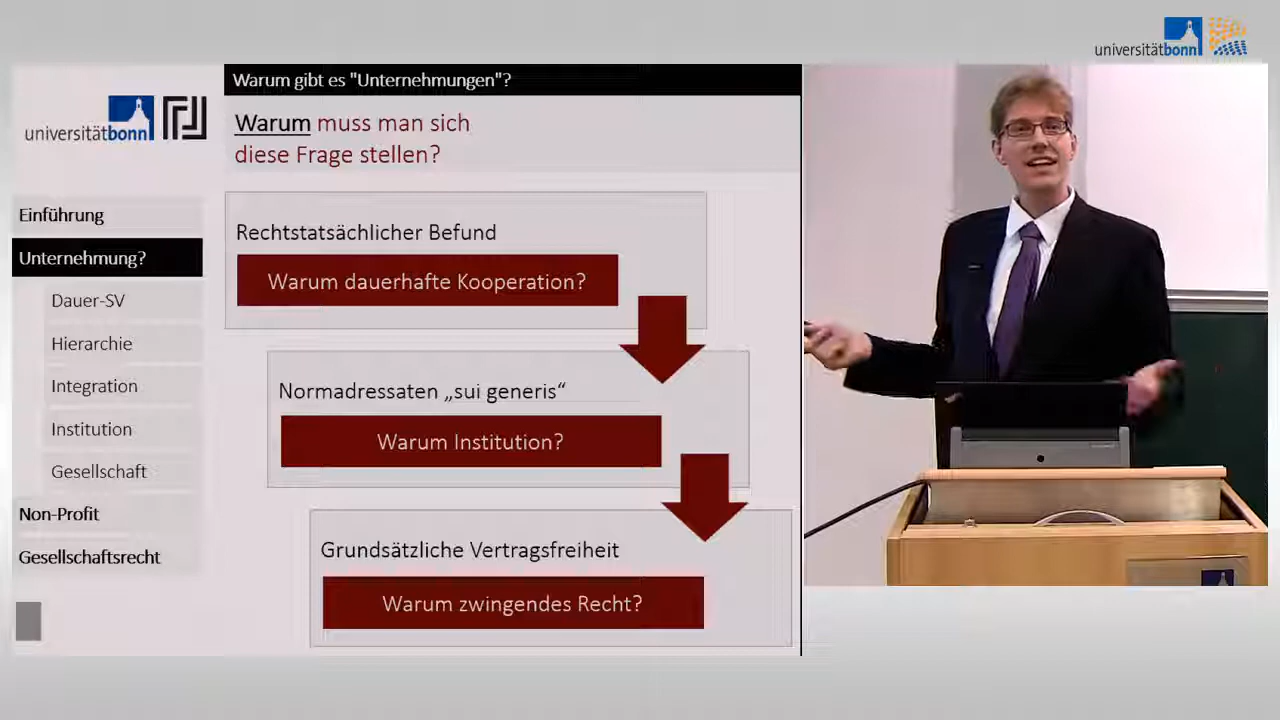 universitätbonn
Warum gibt es "Unternehmungen"?
universitätbonn
Warum muss man sich
diese Frage stellen?
Einführung
Unternehmung?
Dauer-SV
Hierarchie
Integration
Institution
Gesellschaft
Non-Profit
Gesellschaftsrecht
Rechtstatsächlicher Befund
Warum dauerhafte Kooperation?
Normadressaten „sui generis“
Warum Institution?
Grundsätzliche Vertragsfreiheit
Warum zwingendes Recht?